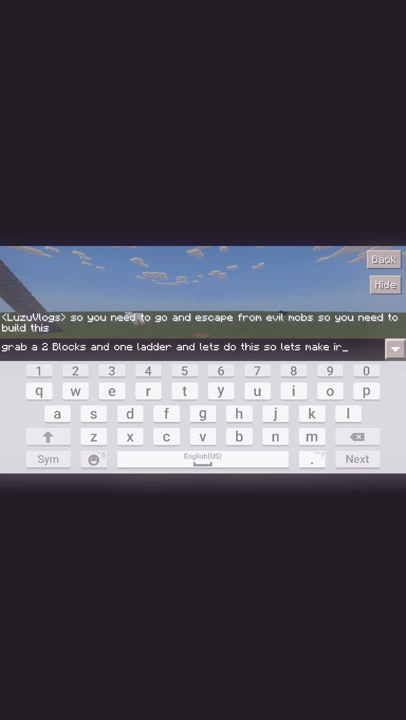 Back
Hide
<LuzuVlogs> so you need to go and escape from evil mobs so you need to
build this
grab a 2 Blocks and one ladder and lets do this so lets make ir_
1 2 3 4 5 6 7 8 9 0
q w e r t y u i o p
a s d f g h j k l
z x c v b n m
Sym English(US) . Next